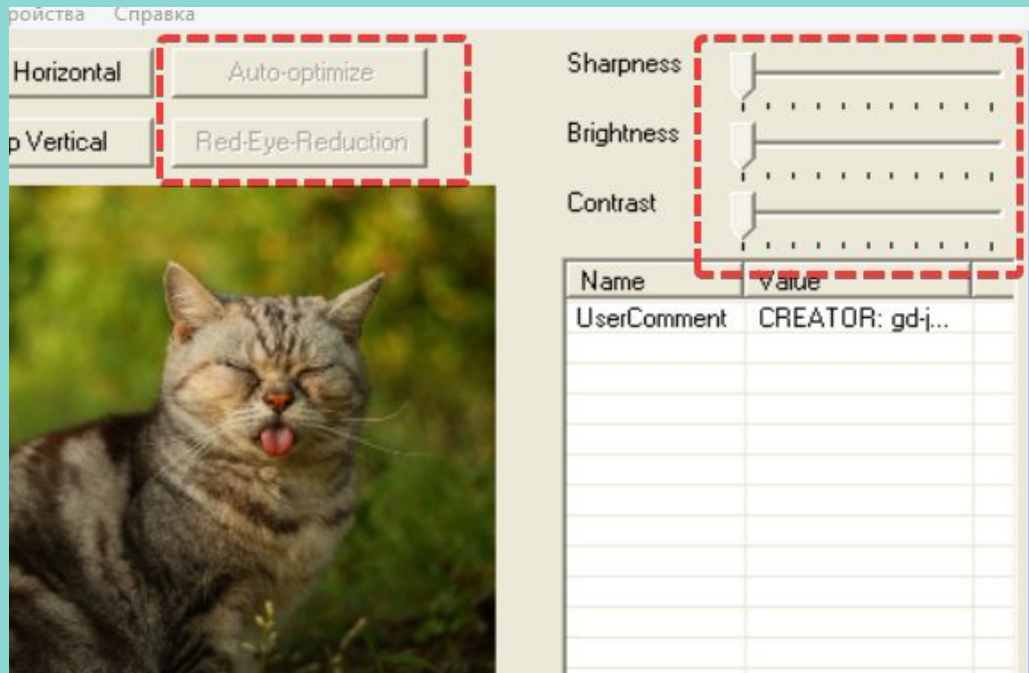 ройства Справка
Horizontal Auto-optimize
p Vertical Red-Eye-Reduction
Sharpness
Brightness
Contrast
Name Value
UserComment CREATOR: gd-j...